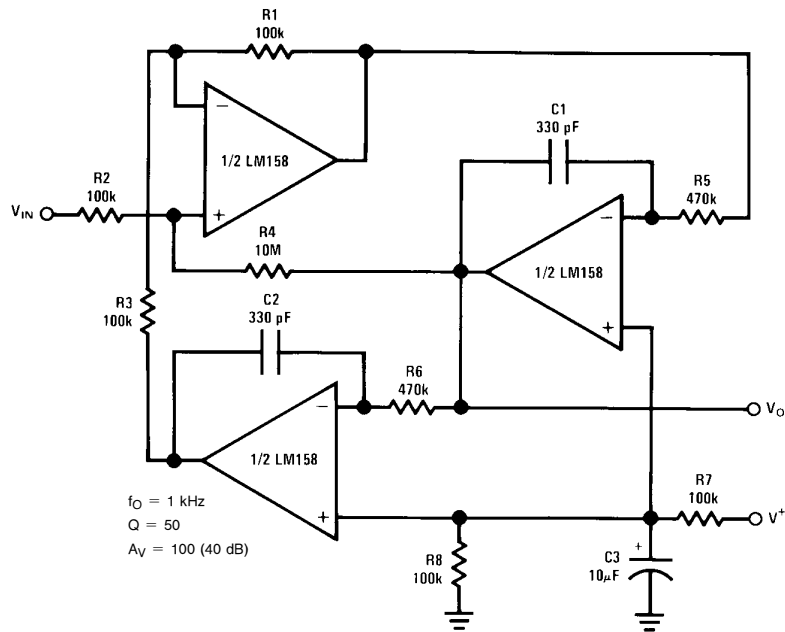 R1
100k
C1
330 pF
−
1/2 LM158
+
R2
100k
VIN
R5
470k
−
R4
10M
1/2 LM158
+
R3
100k
C2
330 pF
R6
470k
−
VO
1/2 LM158
+
R7
100k
V+
fO = 1 kHz
Q = 50
AV = 100 (40 dB)
R8
100k
C3
10µF
+